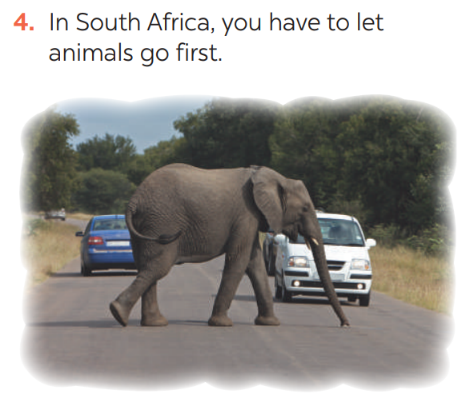 4. In South Africa, you have to let
animals go first.